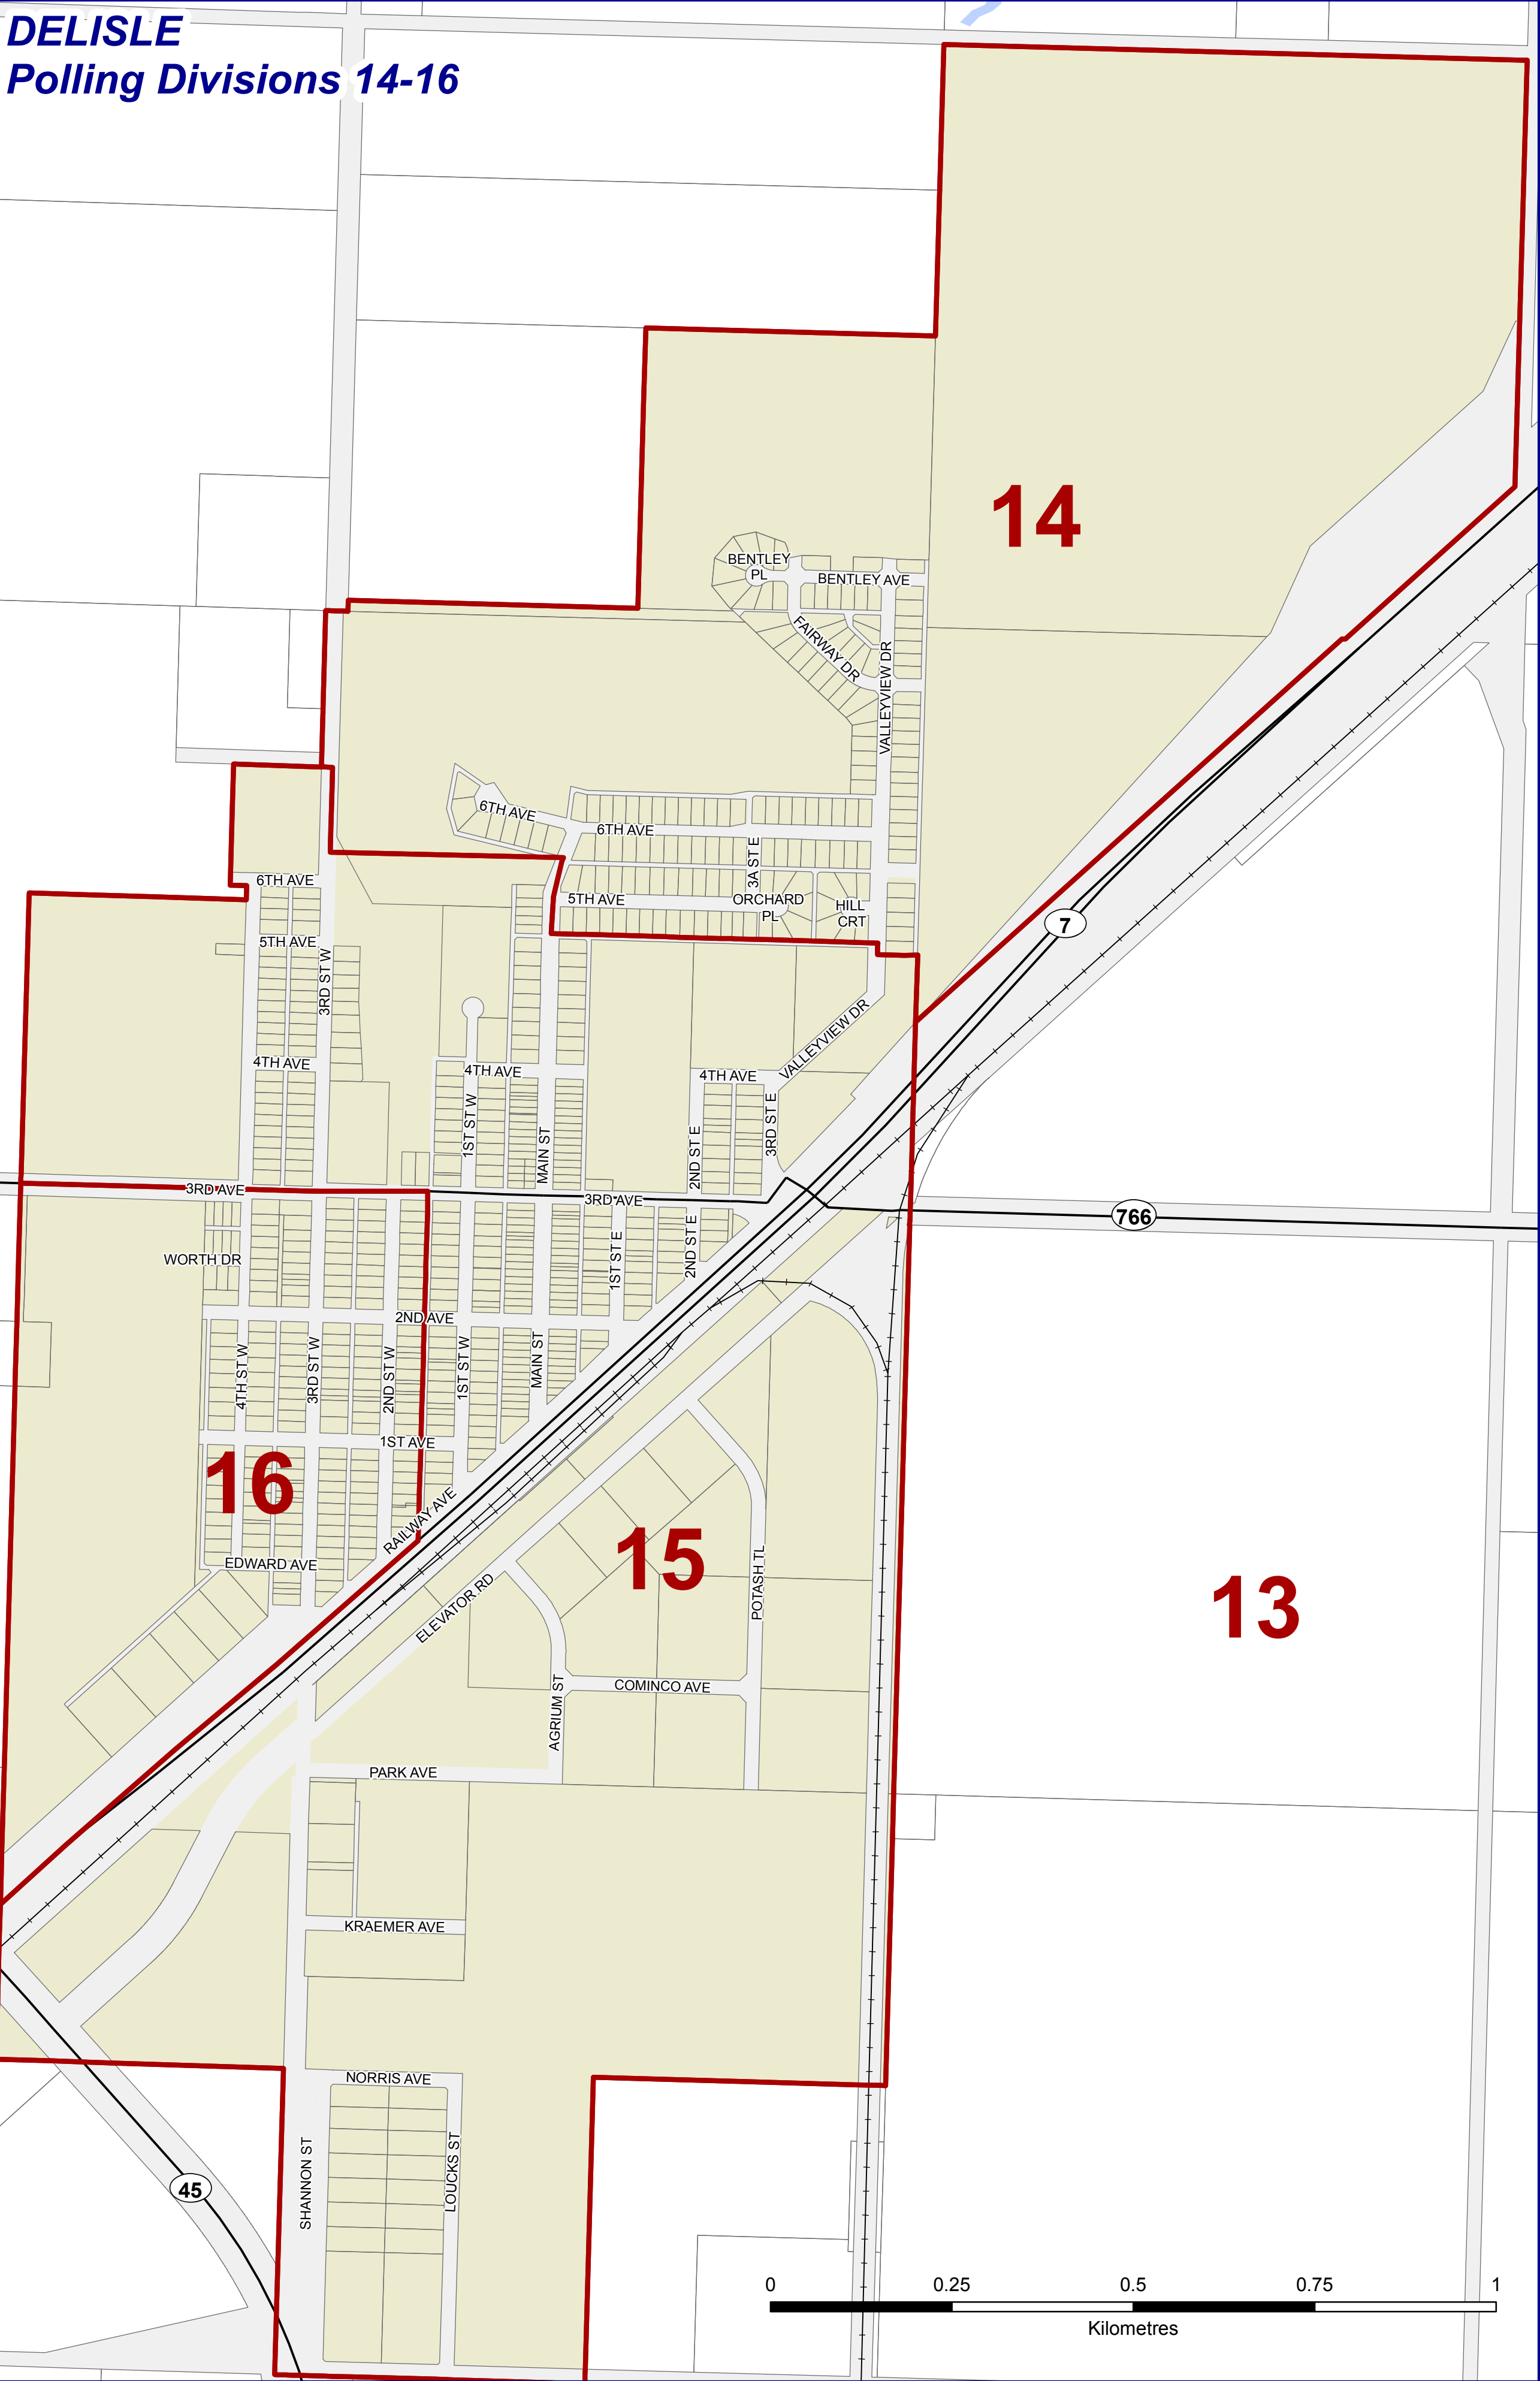 DELISLE
Polling Divisions 14-16
14
BENTLEY
PL
BENTLEY AVE
FAIRWAY DR
VALLEYVIEW DR
6TH AVE
6TH AVE
3A ST E
6TH AVE
5TH AVE
ORCHARD
PL
HILL
CRT
7
5TH AVE
3RD ST W
VALLEYVIEW DR
4TH AVE
4TH AVE
4TH AVE
1ST ST W
MAIN ST
2ND ST E
3RD ST E
3RD AVE
3RD AVE
766
WORTH DR
1ST ST E
2ND ST E
2ND AVE
4TH ST W
3RD ST W
2ND ST W
1ST ST W
MAIN ST
1ST AVE
16
RAILWAY AVE
15
EDWARD AVE
ELEVATOR RD
POTASH TL
13
COMINCO AVE
AGRIUM ST
PARK AVE
KRAEMER AVE
NORRIS AVE
SHANNON ST
LOUCKS ST
45
0 0.25 0.5 0.75 1
Kilometres